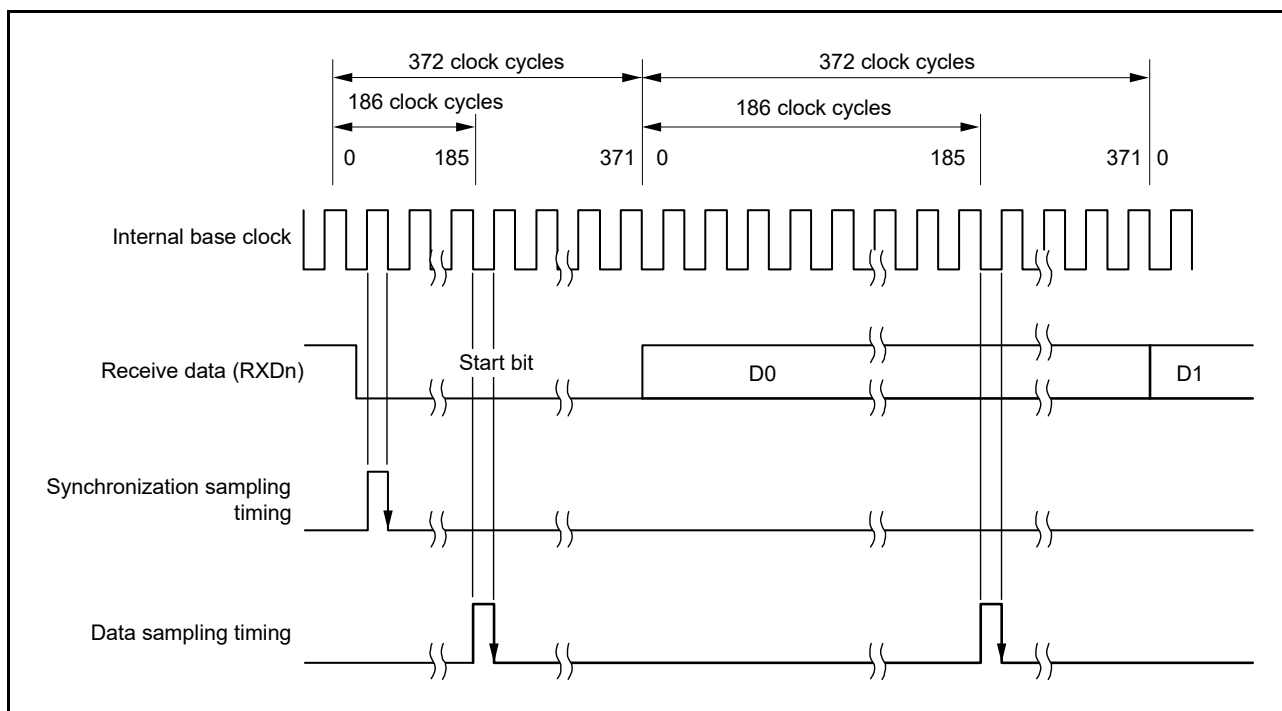 372 clock cycles
372 clock cycles
186 clock cycles
186 clock cycles
0
185
371
0
185
371
0
Internal base clock
Receive data (RXDn)
Start bit
D0
D1
Synchronization sampling
timing
Data sampling timing